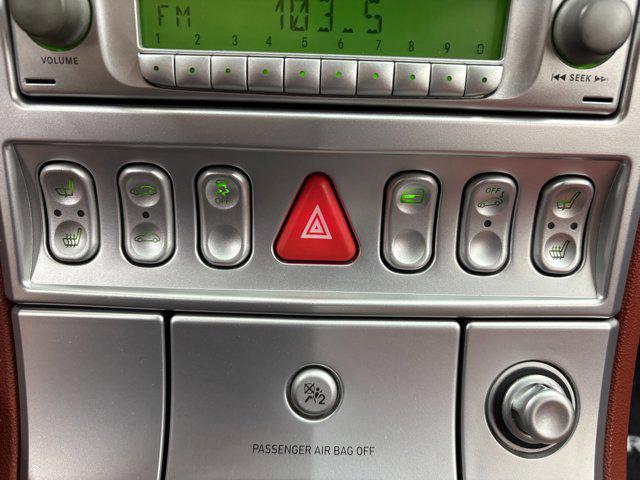 FM 103.5
1 2 3 4 5 6 7 8 9 0
VOLUME
SEEK
OFF
OFF
2
PASSENGER AIR BAG OFF